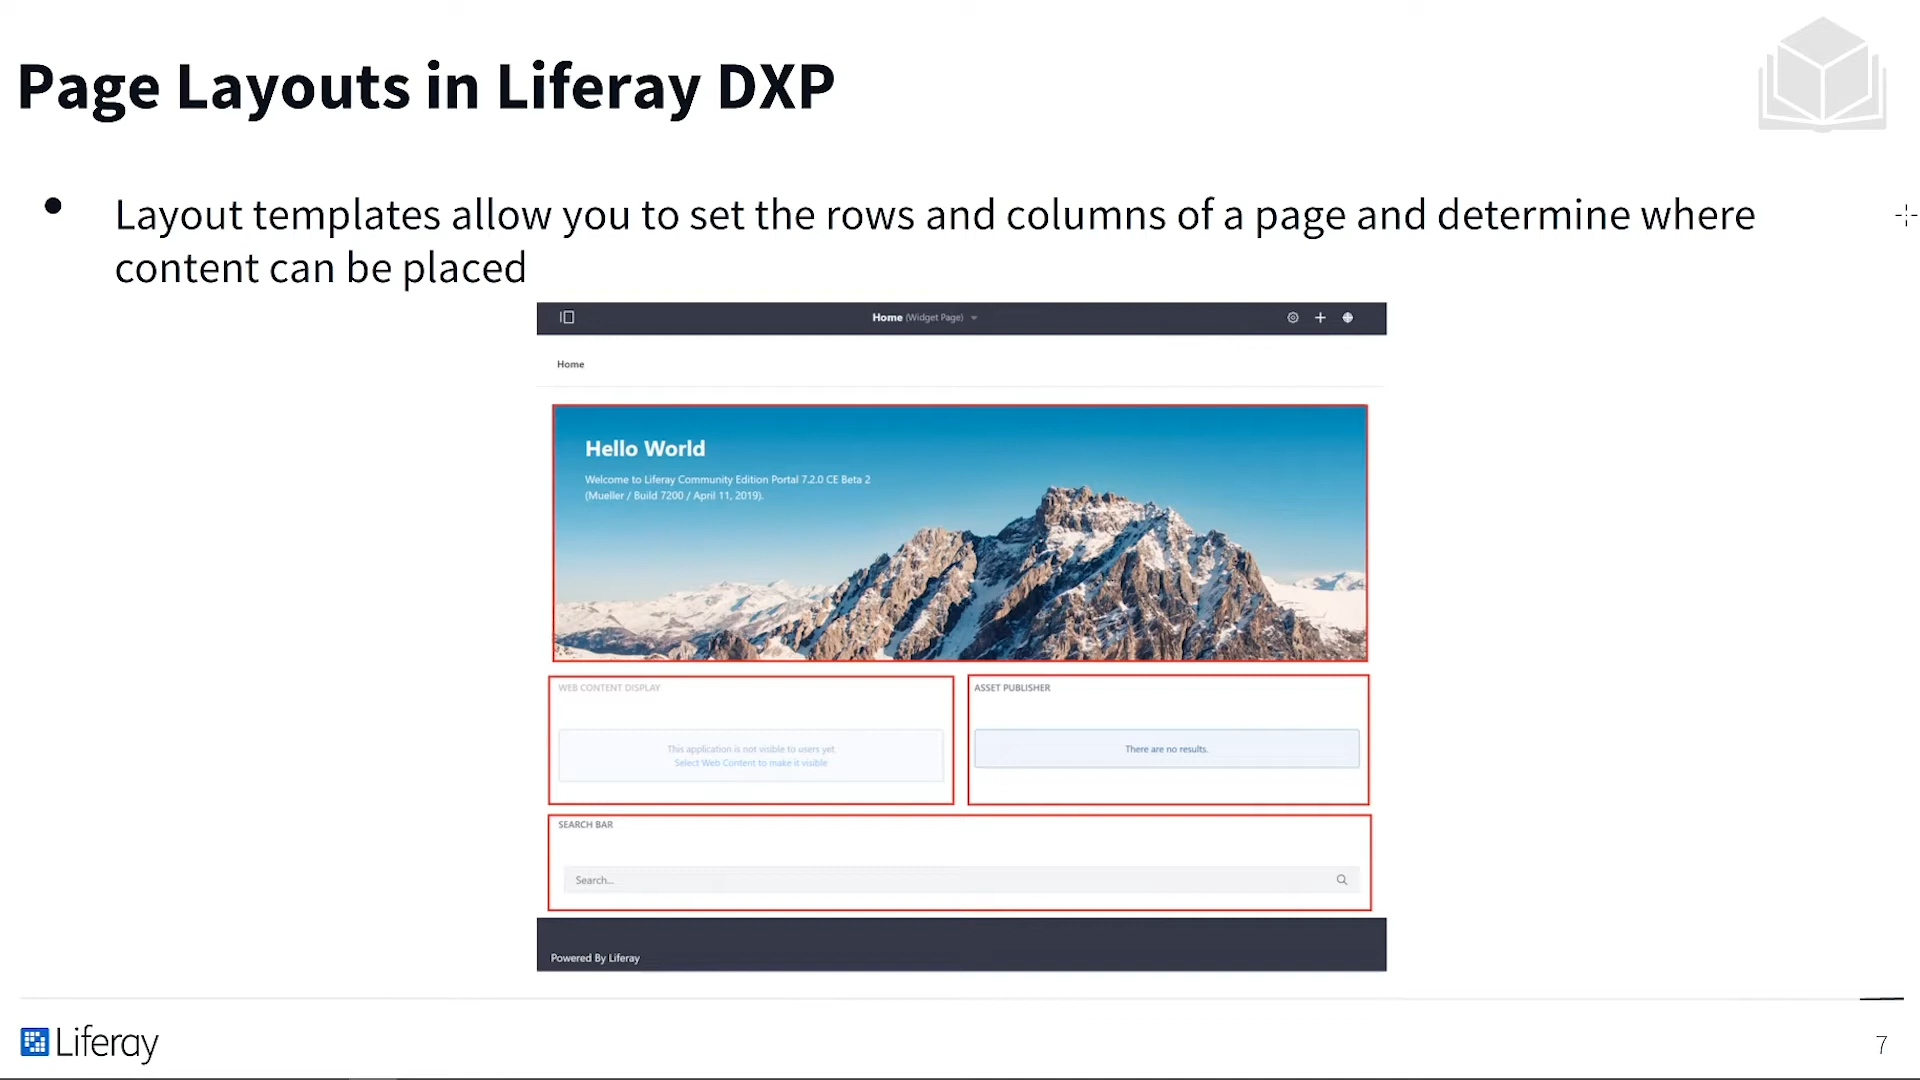 Page Layouts in Liferay DXP
Layout templates allow you to set the rows and columns of a page and determine where
content can be placed
Home (Widget Page)
Home
Hello World
Welcome to Liferay Community Edition Portal 7.2.0 CE Beta 2
(Mueller / Build 7200 / April 11, 2019).
WEB CONTENT DISPLAY
This application is not visible to users yet.
Select Web Content to make it visible
ASSET PUBLISHER
There are no results.
SEARCH BAR
Search...
Powered By Liferay
Liferay
7